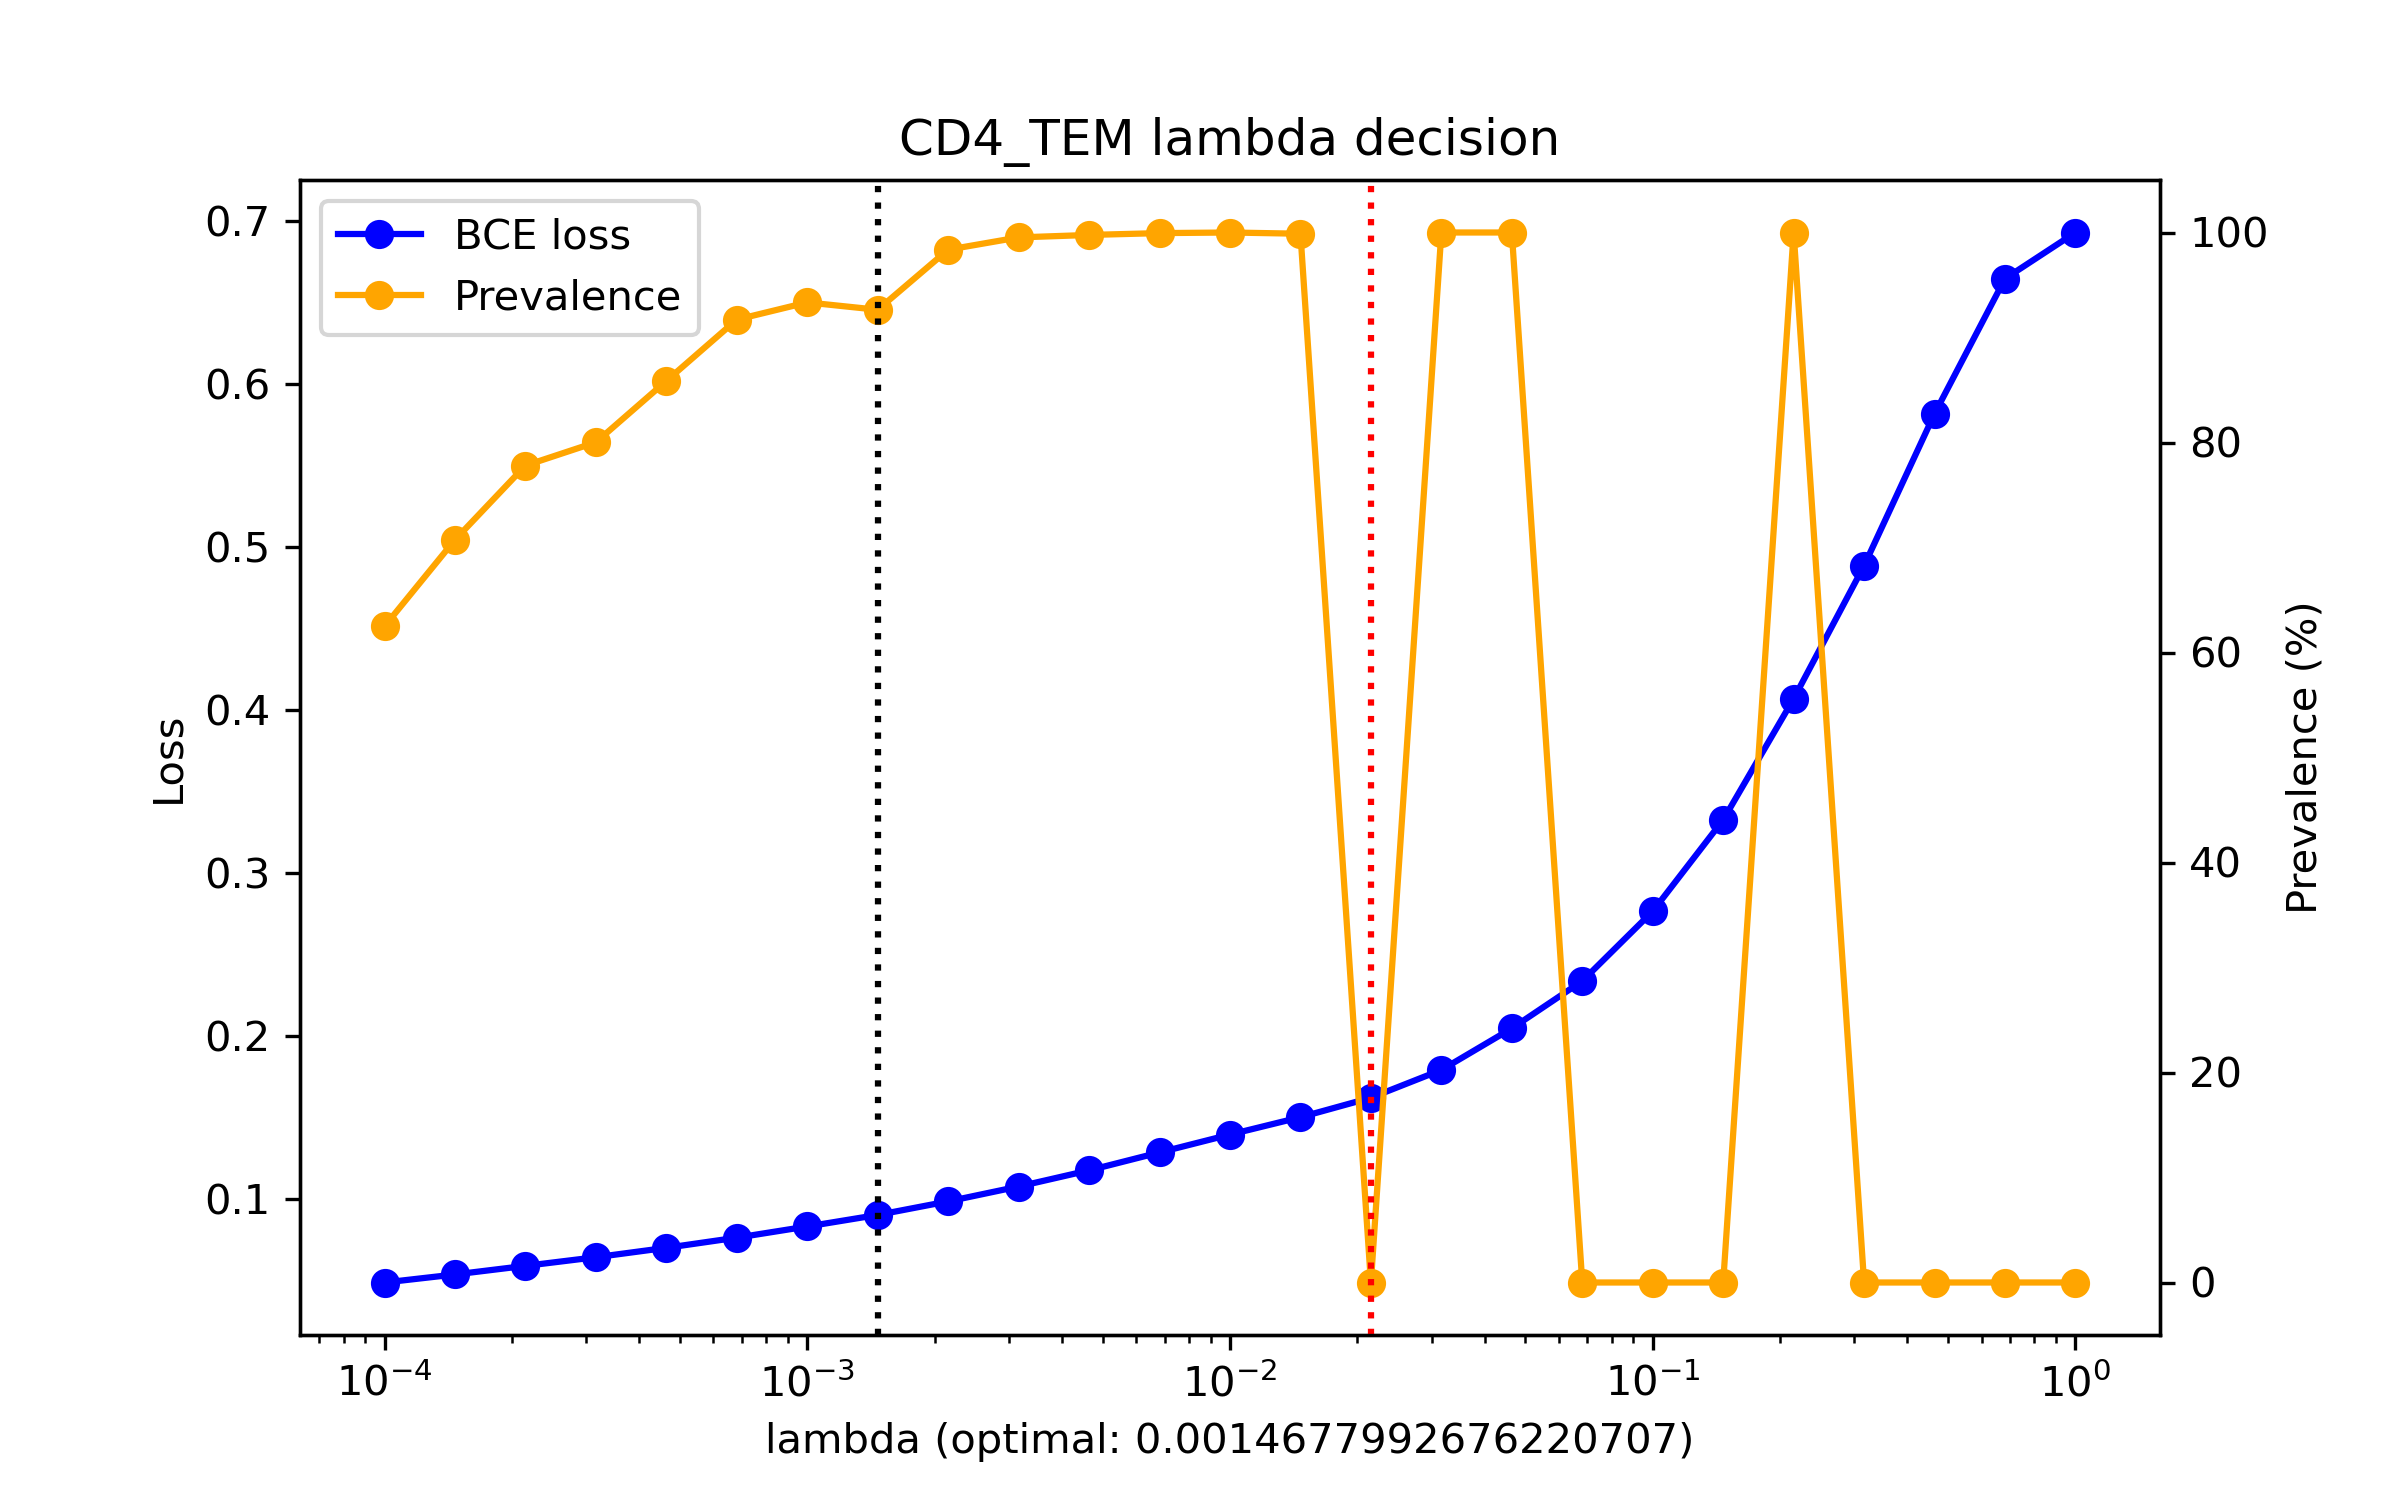 CD4_TEM lambda decision
BCE loss
Prevalence
0.7
0.6
0.5
0.4
0.3
0.2
0.1
Loss
100
80
60
40
20
0
Prevalence (%)
10⁻⁴ 10⁻³ 10⁻² 10⁻¹ 10⁰
lambda (optimal: 0.0014677992676220707)